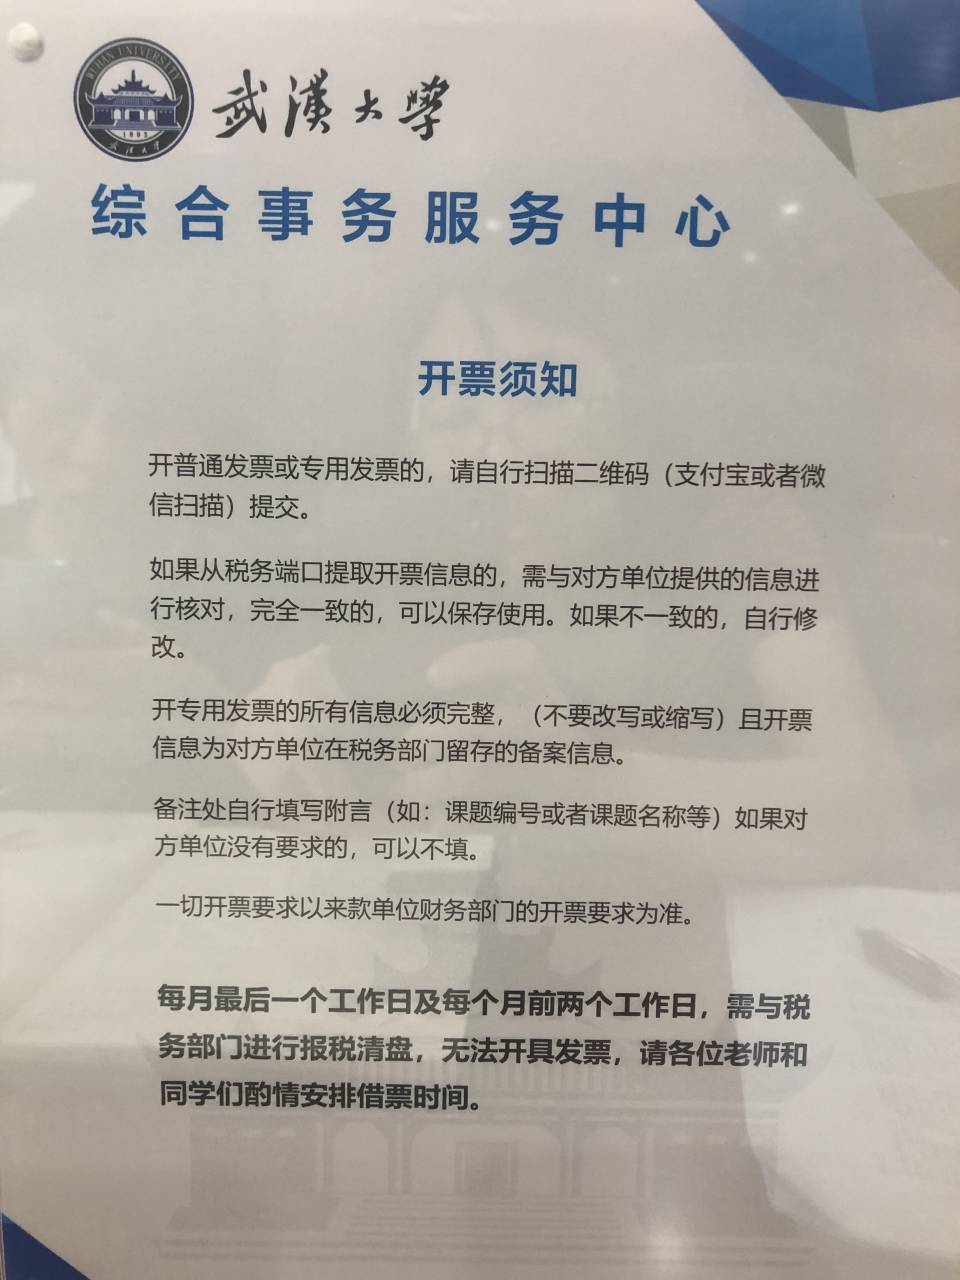 WUHAN UNIVERSITY
1893
武汉大学
武漢大學
综合事务服务中心
开票须知
开普通发票或专用发票的，请自行扫描二维码（支付宝或者微
信扫描）提交。
如果从税务端口提取开票信息的，需与对方单位提供的信息进
行核对，完全一致的，可以保存使用。如果不一致的，自行修
改。
开专用发票的所有信息必须完整，（不要改写或缩写）且开票
信息为对方单位在税务部门留存的备案信息。
备注处自行填写附言（如：课题编号或者课题名称等）如果对
方单位没有要求的，可以不填。
一切开票要求以来款单位财务部门的开票要求为准。
每月最后一个工作日及每个月前两个工作日，需与税
务部门进行报税清盘，无法开具发票，请各位老师和
同学们酌情安排借票时间。